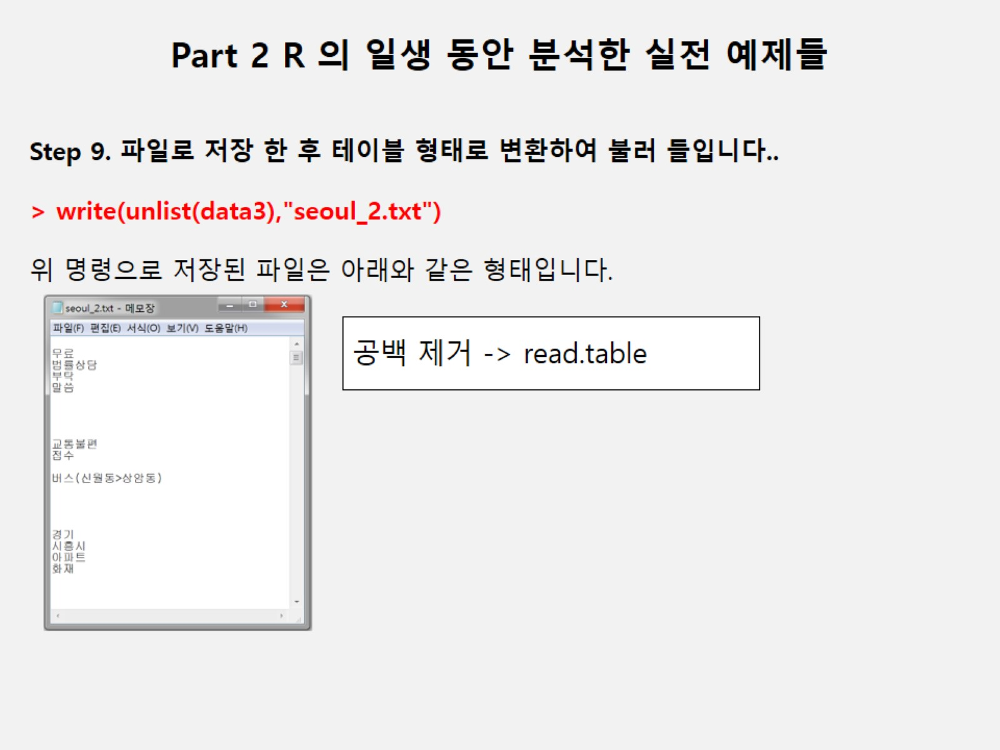 Part 2 R 의 일생 동안 분석한 실전 예제들
Step 9. 파일로 저장 한 후 테이블 형태로 변환하여 불러 들입니다..
> write(unlist(data3),"seoul_2.txt")
위 명령으로 저장된 파일은 아래와 같은 형태입니다.
seoul_2.txt - 메모장
파일(F) 편집(E) 서식(O) 보기(V) 도움말(H)
무료
법률상담
부탁
말씀
교통불편
점수
버스(신월동>상암동)
경기
시흥시
아파트
화재
공백 제거 -> read.table